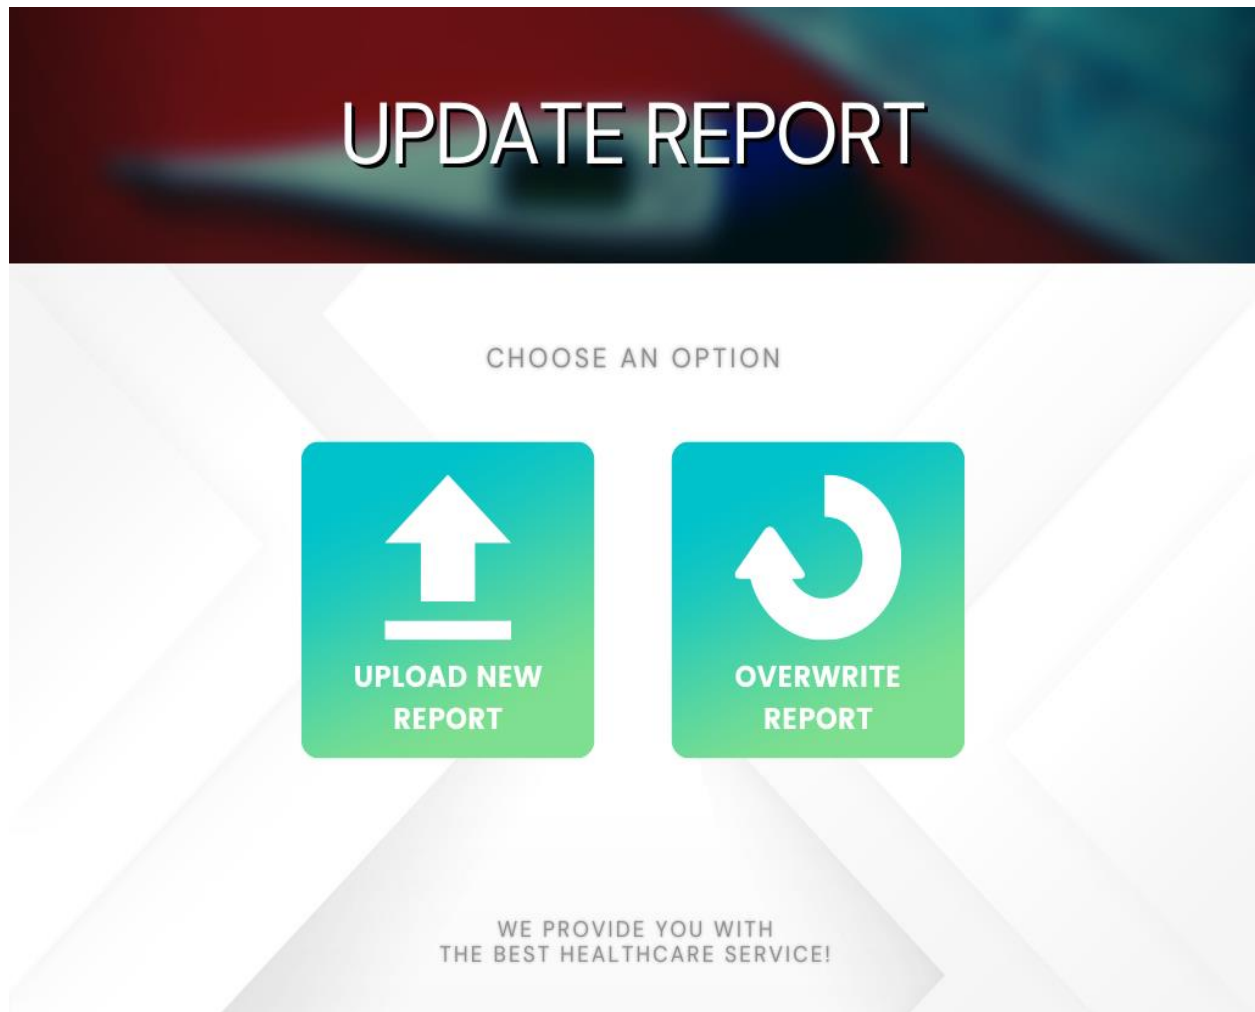 UPDATE REPORT
CHOOSE AN OPTION
UPLOAD NEW
REPORT
OVERWRITE
REPORT
WE PROVIDE YOU WITH
THE BEST HEALTHCARE SERVICE!